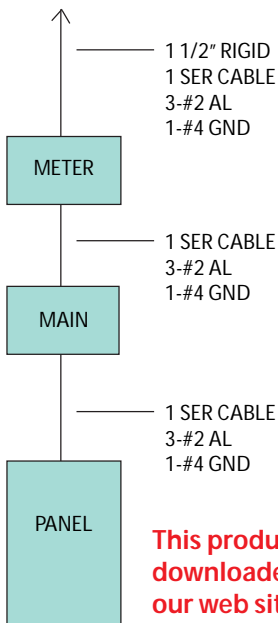 1 1/2" RIGID
1 SER CABLE
3-#2 AL
1-#4 GND
METER
1 SER CABLE
3-#2 AL
1-#4 GND
MAIN
1 SER CABLE
3-#2 AL
1-#4 GND
PANEL
This produ
downloade
our web sit